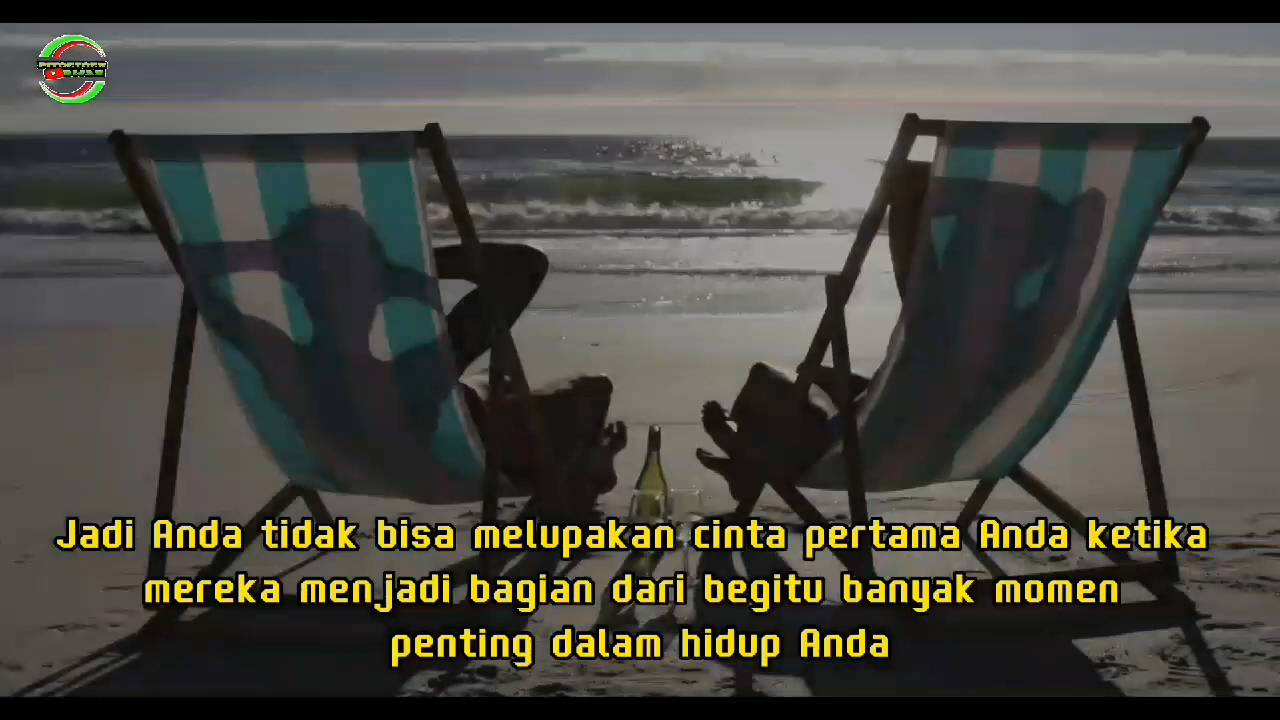 Jadi Anda tidak bisa melupakan cinta pertama Anda ketika
mereka menjadi bagian dari begitu banyak momen
penting dalam hidup Anda